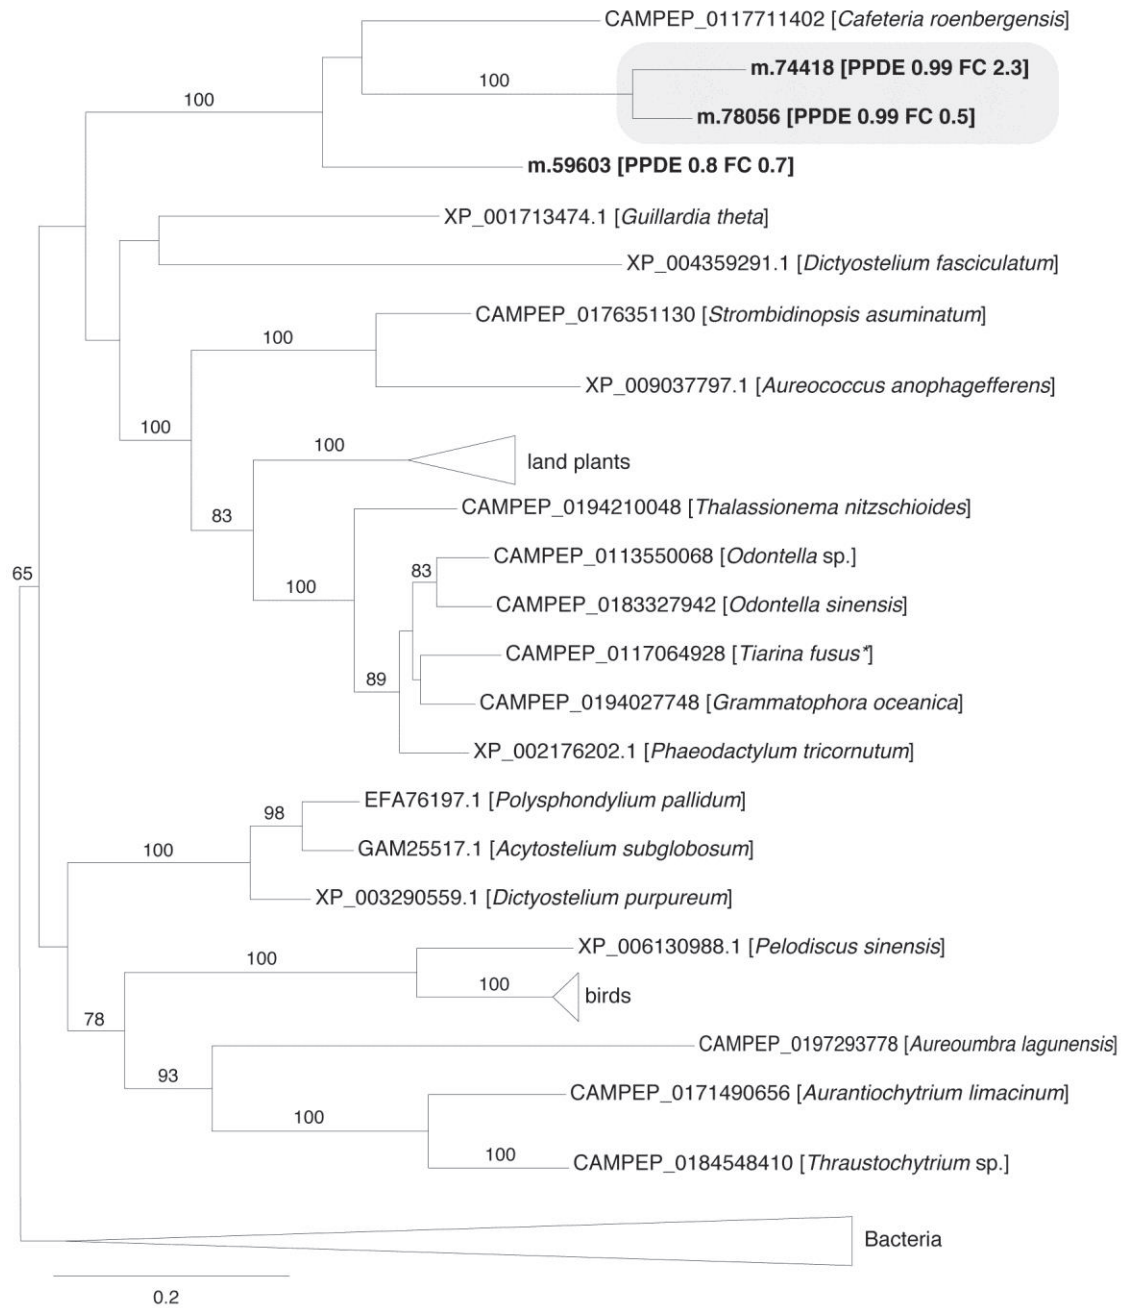 CAMPEP_0117711402 [Cafeteria roenbergensis]
100
m.74418 [PPDE 0.99 FC 2.3]
100
m.78056 [PPDE 0.99 FC 0.5]
m.59603 [PPDE 0.8 FC 0.7]
XP_001713474.1 [Guillardia theta]
XP_004359291.1 [Dictyostelium fasciculatum]
CAMPEP_0176351130 [Strombidinopsis asuminatum]
100
XP_009037797.1 [Aureococcus anophagefferens]
100
100
land plants
CAMPEP_0194210048 [Thalassionema nitzschioides]
83
CAMPEP_0113550068 [Odontella sp.]
83
65
100
CAMPEP_0183327942 [Odontella sinensis]
CAMPEP_0117064928 [Tiarina fusus*]
89
CAMPEP_0194027748 [Grammatophora oceanica]
XP_002176202.1 [Phaeodactylum tricornutum]
EFA76197.1 [Polysphondylium pallidum]
98
100
GAM25517.1 [Acytostelium subglobosum]
XP_003290559.1 [Dictyostelium purpureum]
XP_006130988.1 [Pelodiscus sinensis]
100
100
birds
78
CAMPEP_0197293778 [Aureoumbra lagunensis]
93
CAMPEP_0171490656 [Aurantiochytrium limacinum]
100
100
CAMPEP_0184548410 [Thraustochytrium sp.]
Bacteria
0.2